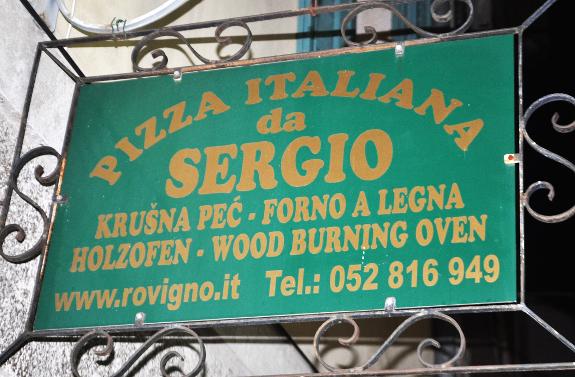 PIZZA ITALIANA
da
SERGIO
KRUŠNA PEĆ - FORNO A LEGNA
HOLZOFEN - WOOD BURNING OVEN
www.rovigno.it Tel.: 052 816 949